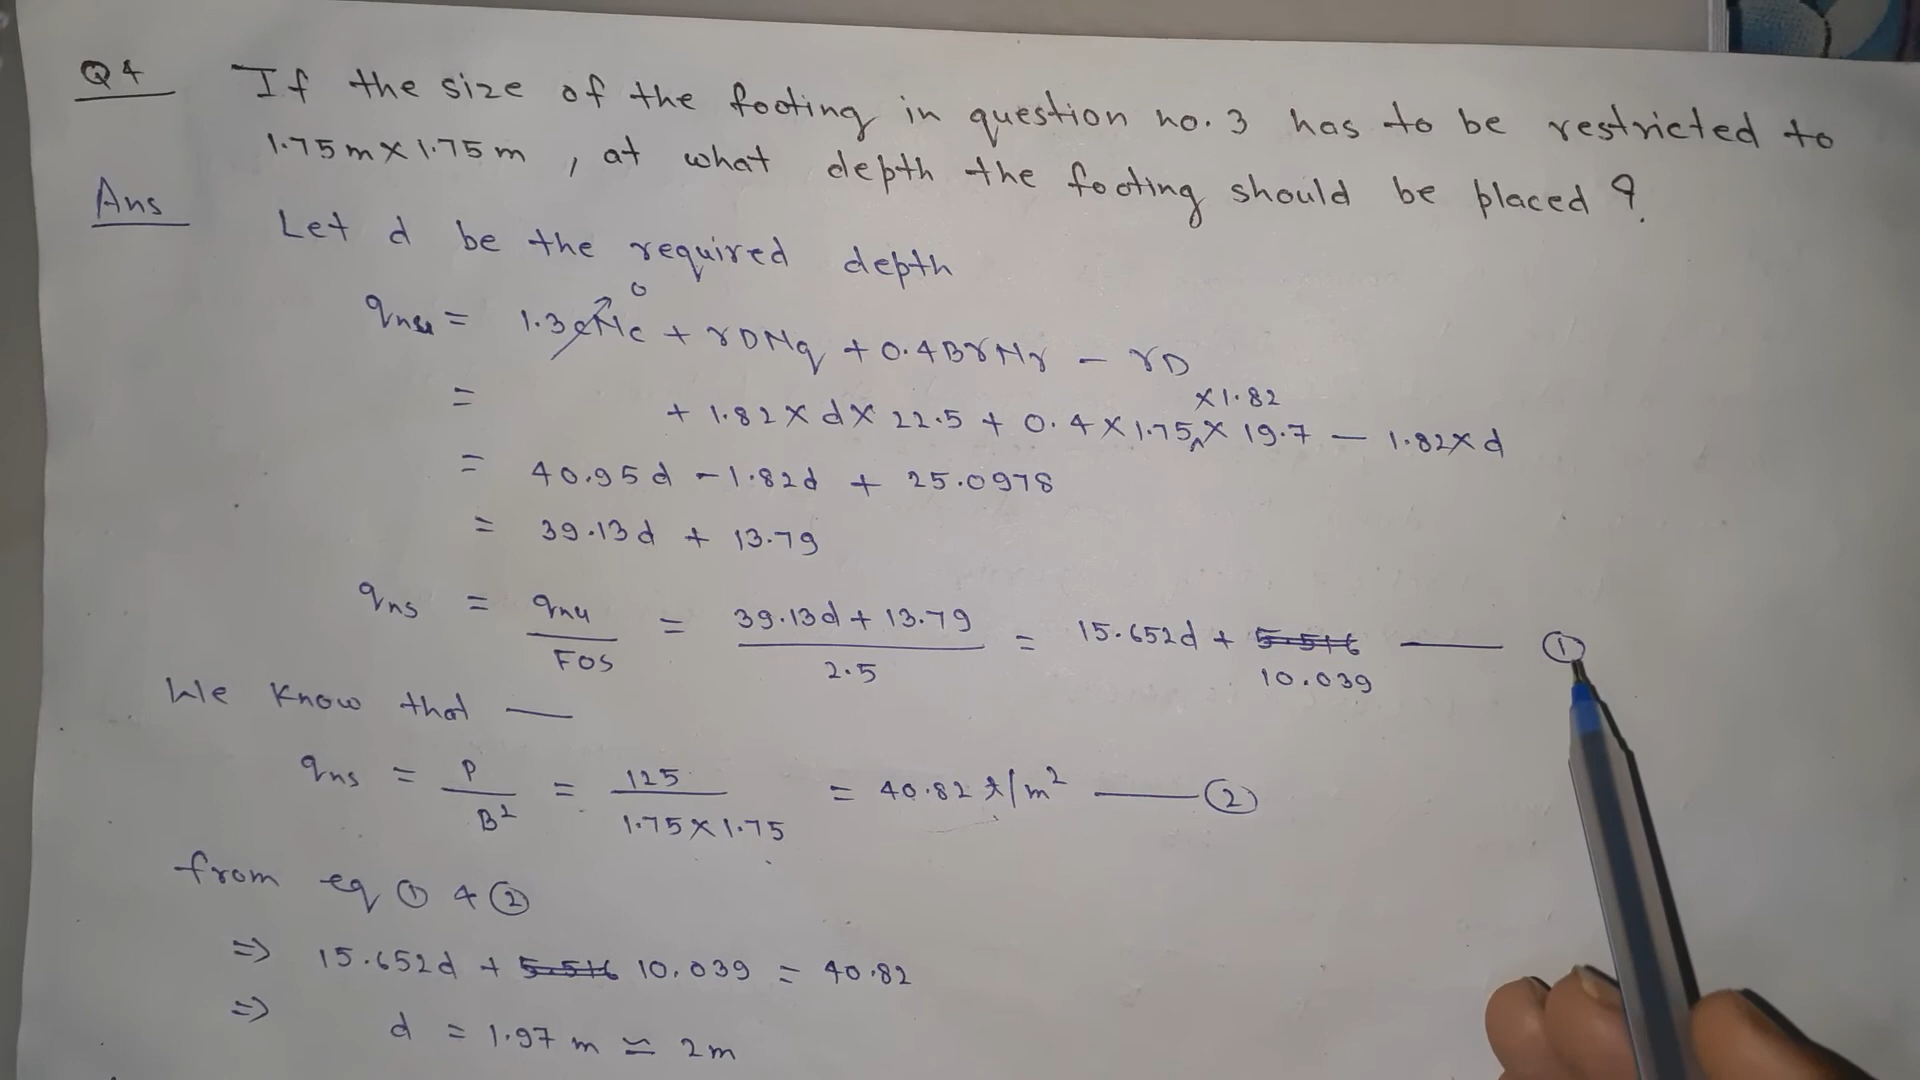 Q4 If the size of the footing in question no. 3 has to be restricted to
1.75m×1.75m, at what depth the footing should be placed ?
Ans Let d be the required depth
qnu = 1.3cNc + γDNq + 0.4BγNγ − γD
0
×1.82
= + 1.82×d×22.5 + 0.4×1.75× 19.7 − 1.82×d
= 40.95d − 1.82d + 25.0978
= 39.13d + 13.79
qns = qnu/FOS = (39.13d + 13.79)/2.5 = 15.652d + 5.516 — ①
10.039
We know that —
qns = P/B² = 125/(1.75×1.75) = 40.82 t/m² — ②
from eq ① & ②
⇒ 15.652d + 5.516 10.039 = 40.82
⇒ d = 1.97 m ≃ 2m